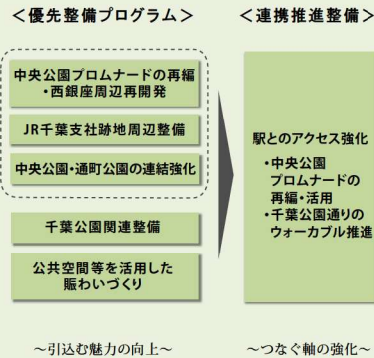 ＜優先整備プログラム＞
中央公園プロムナードの再編
・西銀座周辺再開発
JR千葉支社跡地周辺整備
中央公園・通町公園の連結強化
千葉公園関連整備
公共空間等を活用した
賑わいづくり
～引込む魅力の向上～
＜連携推進整備＞
駅とのアクセス強化
・中央公園
プロムナードの
再編・活用
・千葉公園通りの
ウォーカブル推進
～つなぐ軸の強化～